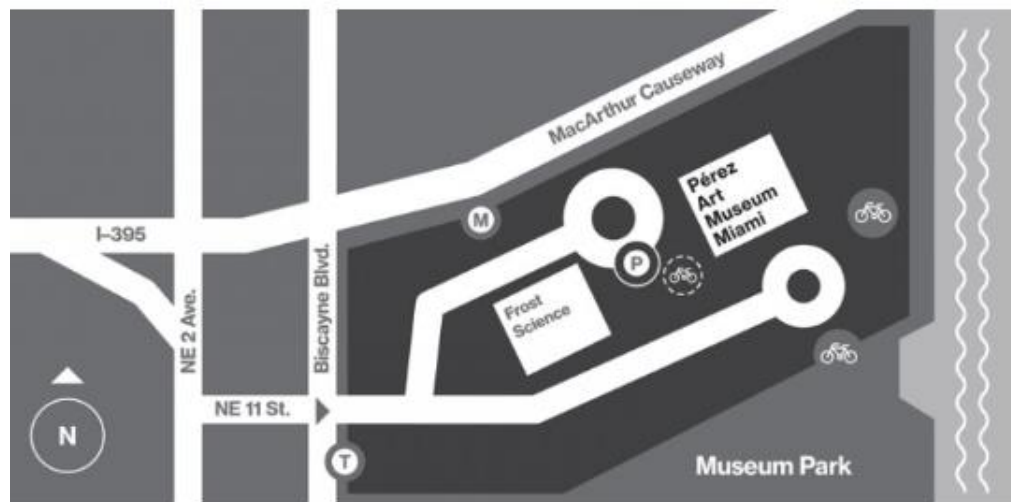 MacArthur Causeway
Pérez
Art
Museum
Miami
M
I-395
P
Biscayne Blvd.
NE 2 Ave.
Frost
Science
NE 11 St.
N
T
Museum Park